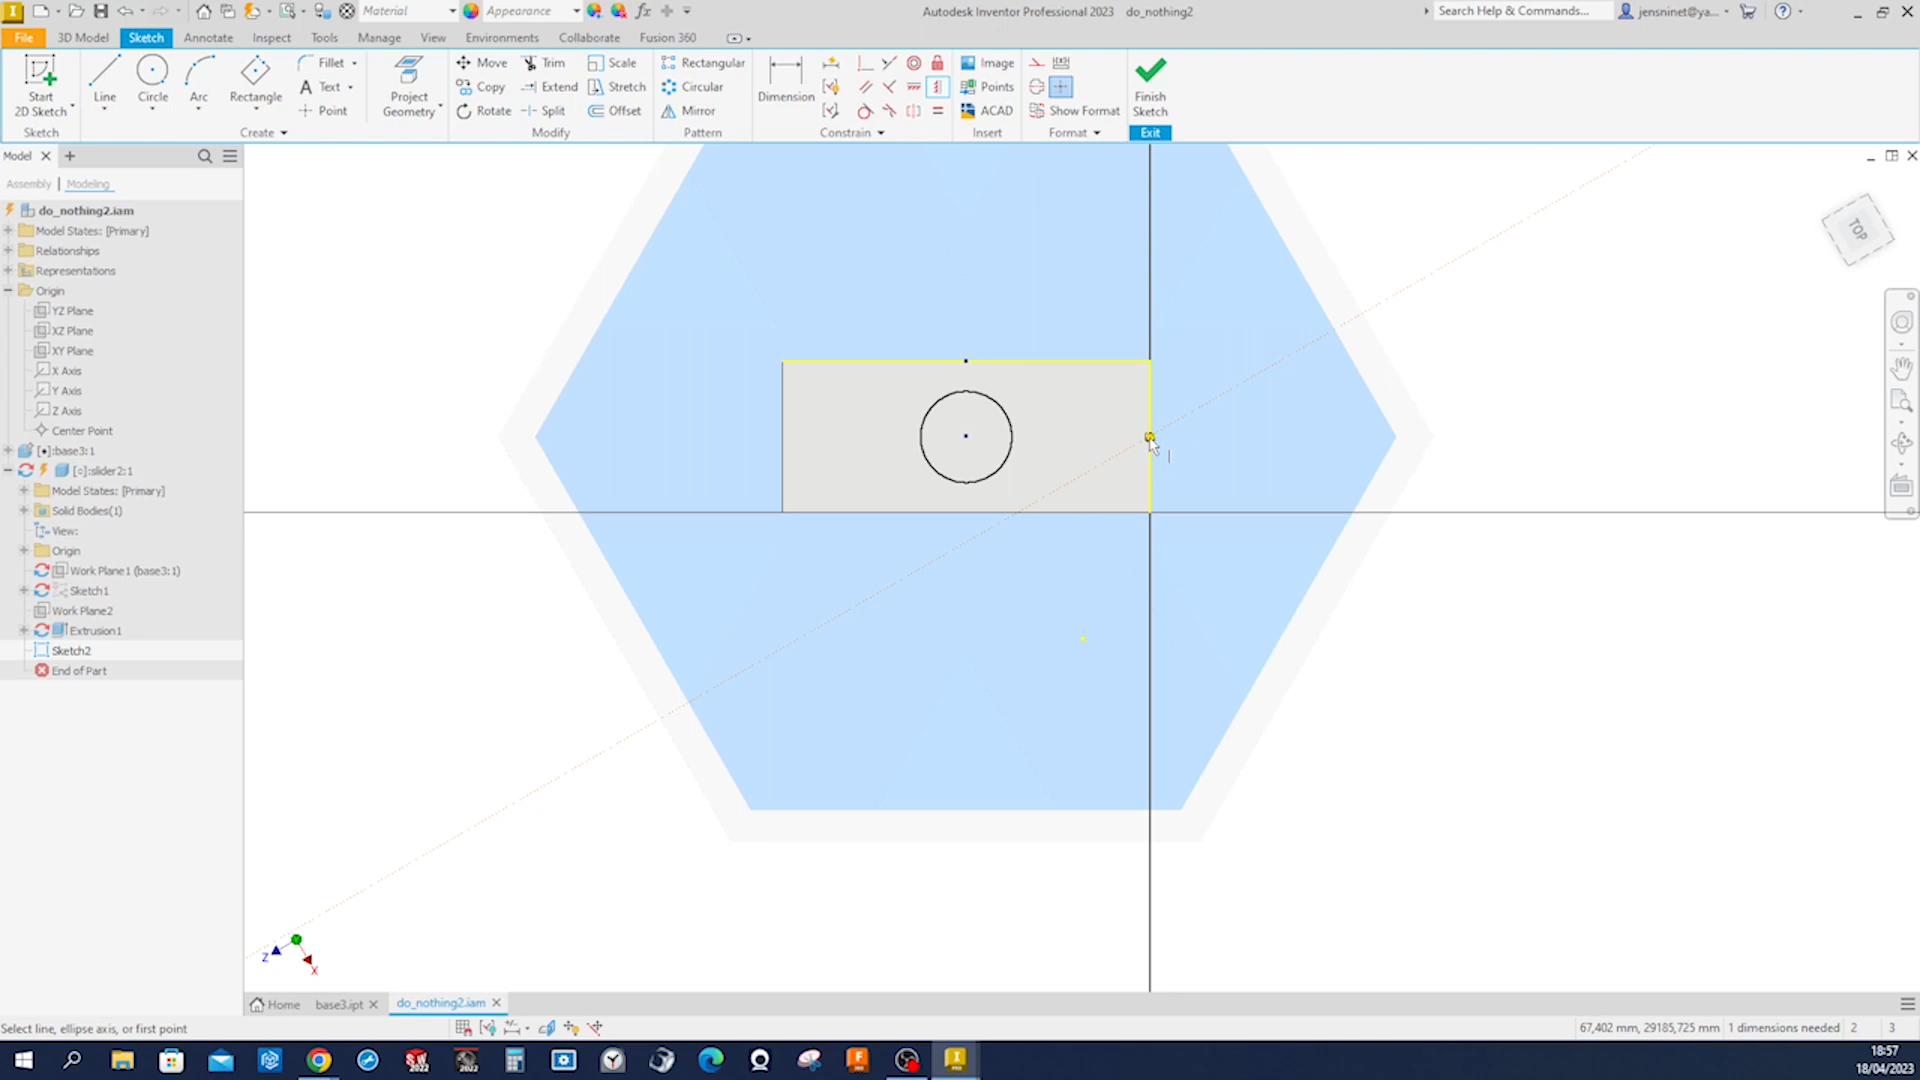 Material
Appearance
Autodesk Inventor Professional 2023 do_nothing2
Search Help & Commands...
jensninet@ya...
File
3D Model
Sketch
Annotate
Inspect
Tools
Manage
View
Environments
Collaborate
Fusion 360
Start
2D Sketch
Line
Circle
Arc
Rectangle
Fillet
Text
Point
Project
Geometry
Move
Copy
Rotate
Trim
Extend
Split
Scale
Stretch
Offset
Rectangular
Circular
Mirror
Dimension
Image
Points
ACAD
Show Format
Finish
Sketch
Sketch
Create
Modify
Pattern
Constrain
Insert
Format
Exit
Model
Assembly | Modeling
do_nothing2.iam
Model States: [Primary]
Relationships
Representations
Origin
YZ Plane
XZ Plane
XY Plane
X Axis
Y Axis
Z Axis
Center Point
[•]:base3:1
[○]:slider2:1
Model States: [Primary]
Solid Bodies(1)
View:
Origin
Work Plane1 (base3:1)
Sketch1
Work Plane2
Extrusion1
Sketch2
End of Part
TOP
Z
X
Home
base3.ipt
do_nothing2.iam
Select line, ellipse axis, or first point
67,402 mm, 29185,725 mm
1 dimensions needed
2
3
18:57
18/04/2023